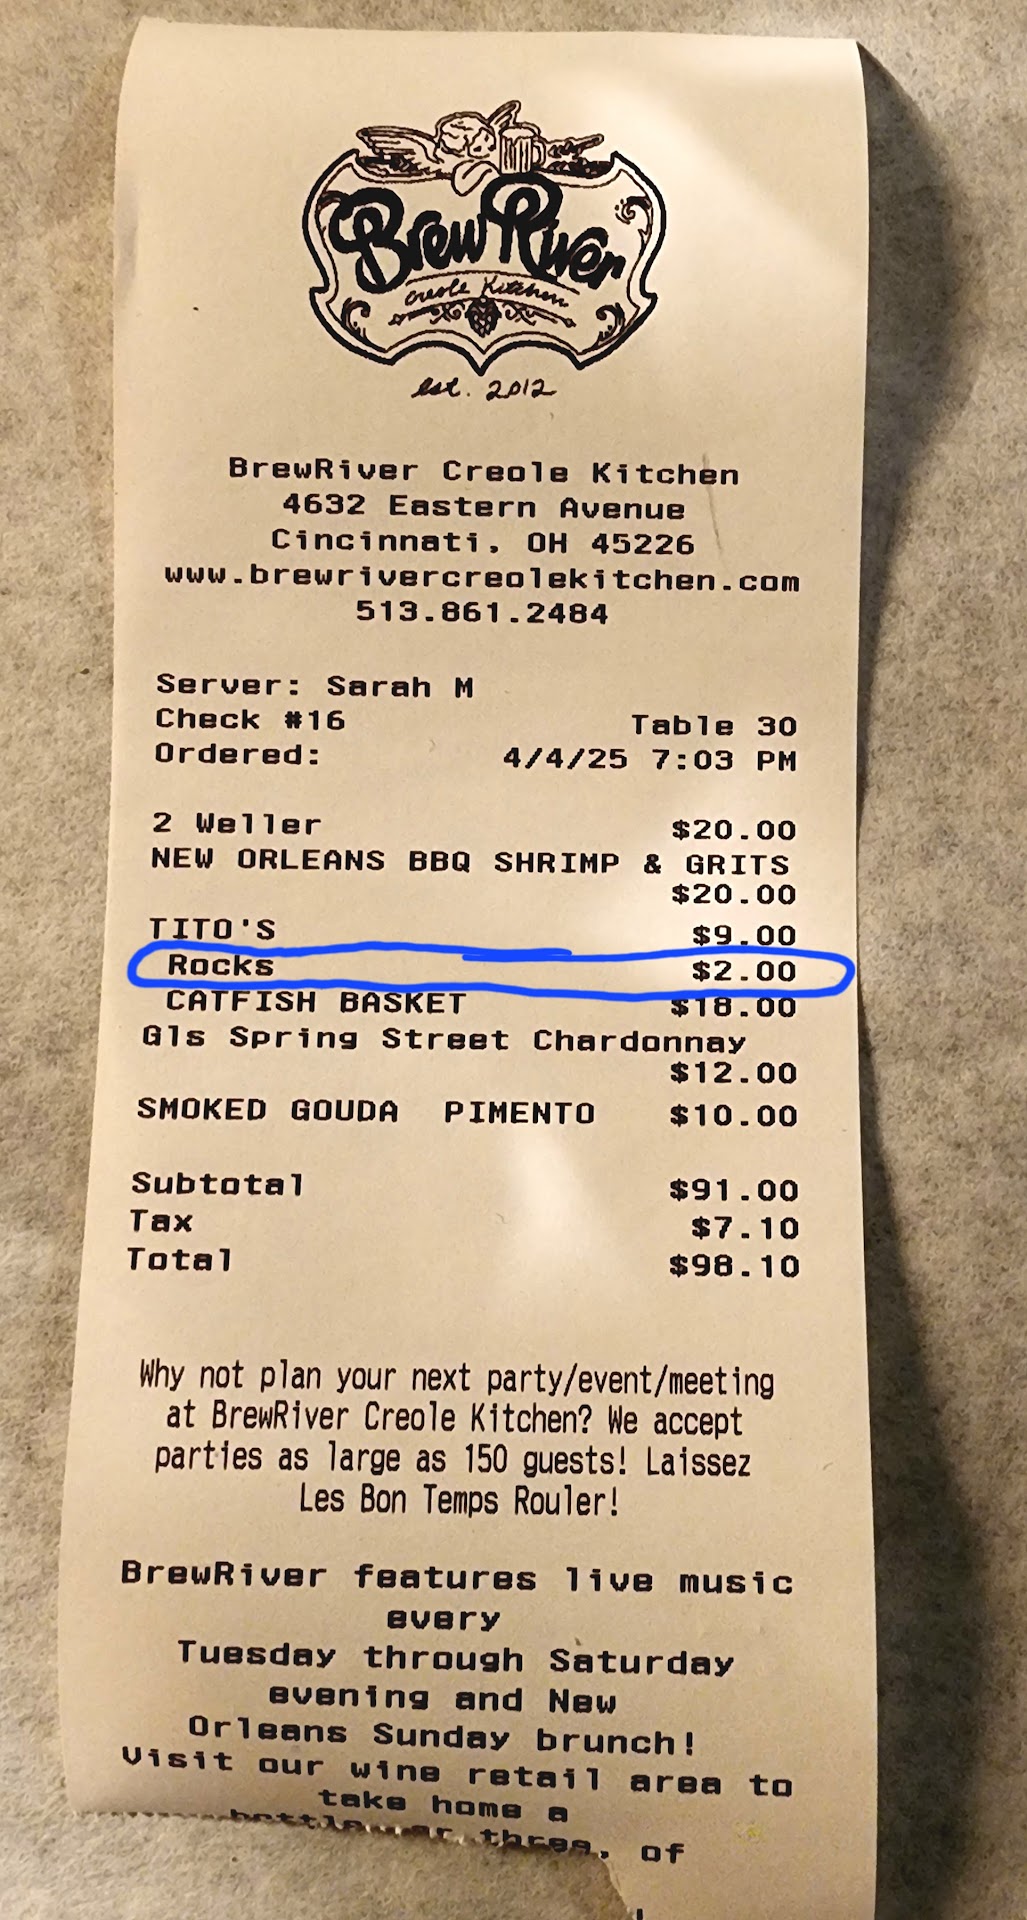 BrewRiver
Creole Kitchen
est. 2012
BrewRiver Creole Kitchen
4632 Eastern Avenue
Cincinnati, OH 45226
www.brewrivercreolekitchen.com
513.861.2484
Server: Sarah M
Check #16 Table 30
Ordered: 4/4/25 7:03 PM
2 Weller $20.00
NEW ORLEANS BBQ SHRIMP & GRITS
$20.00
TITO'S $9.00
Rocks $2.00
CATFISH BASKET $18.00
Gls Spring Street Chardonnay
$12.00
SMOKED GOUDA PIMENTO $10.00
Subtotal $91.00
Tax $7.10
Total $98.10
Why not plan your next party/event/meeting
at BrewRiver Creole Kitchen? We accept
parties as large as 150 guests! Laissez
Les Bon Temps Rouler!
BrewRiver features live music
every
Tuesday through Saturday
evening and New
Orleans Sunday brunch!
Visit our wine retail area to
take home a
bottle, or three, of